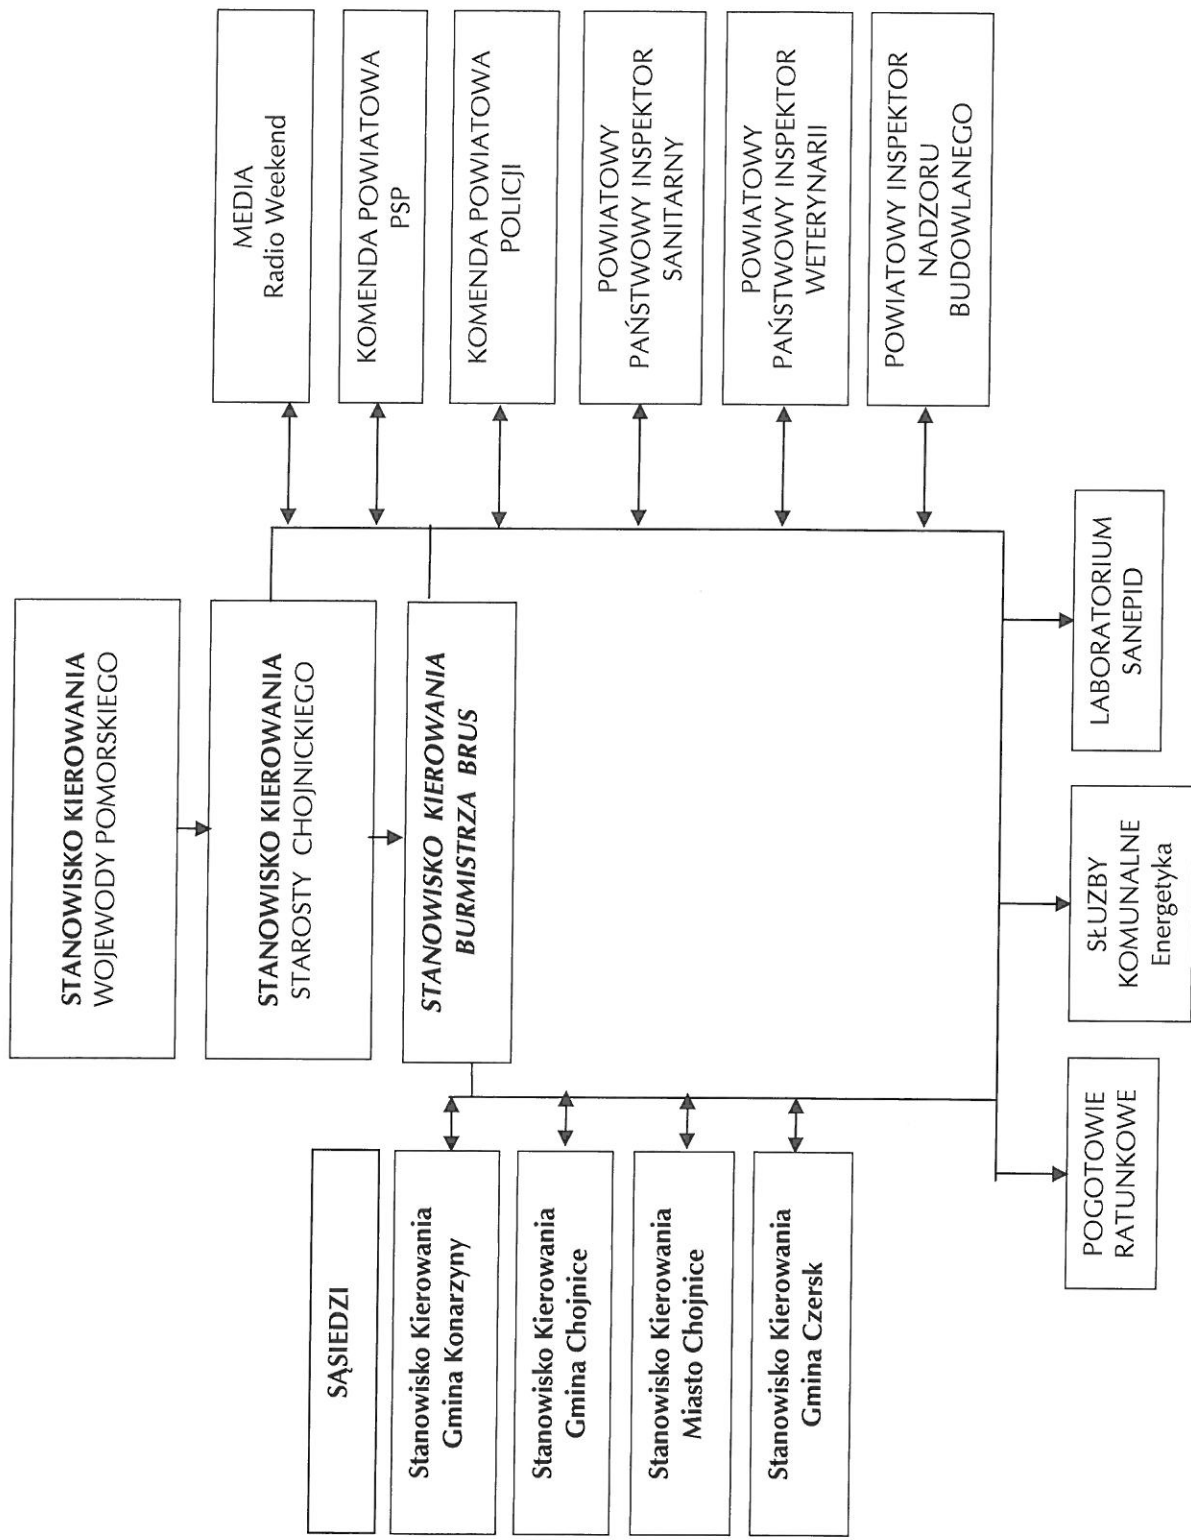 STANOWISKO KIEROWANIA
WOJEWODY POMORSKIEGO
STANOWISKO KIEROWANIA
STAROSTY CHOJNICKIEGO
STANOWISKO KIEROWANIA
BURMISTRZA BRUS
SĄSIEDZI
Stanowisko Kierowania
Gmina Konarzyny
Stanowisko Kierowania
Gmina Chojnice
Stanowisko Kierowania
Miasto Chojnice
Stanowisko Kierowania
Gmina Czersk
MEDIA
Radio Weekend
KOMENDA POWIATOWA
PSP
KOMENDA POWIATOWA
POLICJI
POWIATOWY
PAŃSTWOWY INSPEKTOR
SANITARNY
POWIATOWY
PAŃSTWOWY INSPEKTOR
WETERYNARII
POWIATOWY INSPEKTOR
NADZORU
BUDOWLANEGO
POGOTOWIE
RATUNKOWE
SŁUZBY
KOMUNALNE
Energetyka
LABORATORIUM
SANEPID